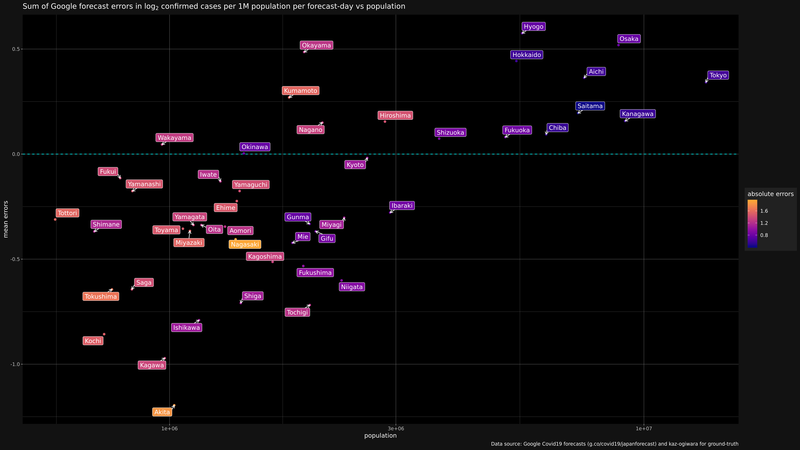 Sum of Google forecast errors in log₂ confirmed cases per 1M population per forecast-day vs population
Hyogo
Osaka
Okayama
Hokkaido
Aichi
Tokyo
Kumamoto
Saitama
Hiroshima
Kanagawa
Nagano
Fukuoka
Chiba
Shizuoka
Wakayama
Okinawa
Kyoto
Fukui
Iwate
Yamanashi
Yamaguchi
Ibaraki
Ehime
Tottori
Yamagata
Gunma
Shimane
Miyagi
Toyama
Oita
Aomori
Mie
Gifu
Miyazaki
Nagasaki
Kagoshima
Fukushima
Saga
Niigata
Tokushima
Shiga
Tochigi
Ishikawa
Kochi
Kagawa
Akita
0.5
0.0
-0.5
-1.0
mean errors
1e+06
3e+06
1e+07
population
absolute errors
1.6
1.2
0.8
Data source: Google Covid19 forecasts (g.co/covid19/japanforecast) and kaz-ogiwara for ground-truth